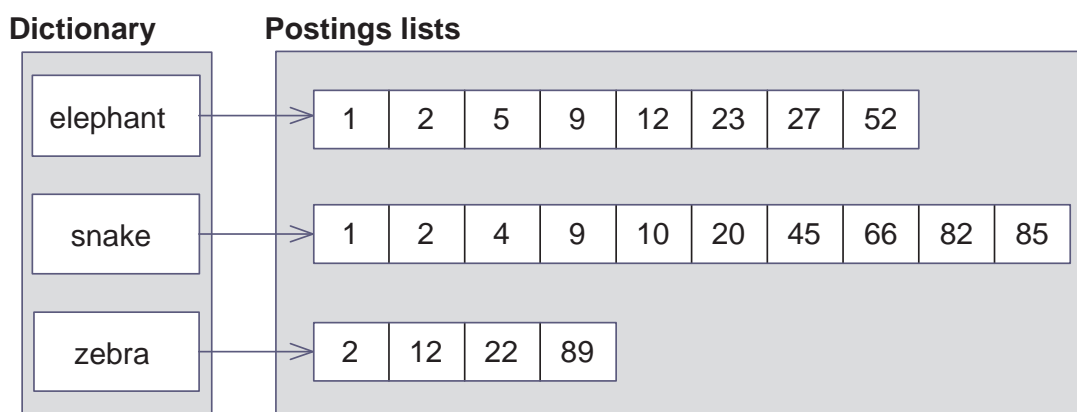 Dictionary Postings lists
elephant 1 2 5 9 12 23 27 52
snake 1 2 4 9 10 20 45 66 82 85
zebra 2 12 22 89